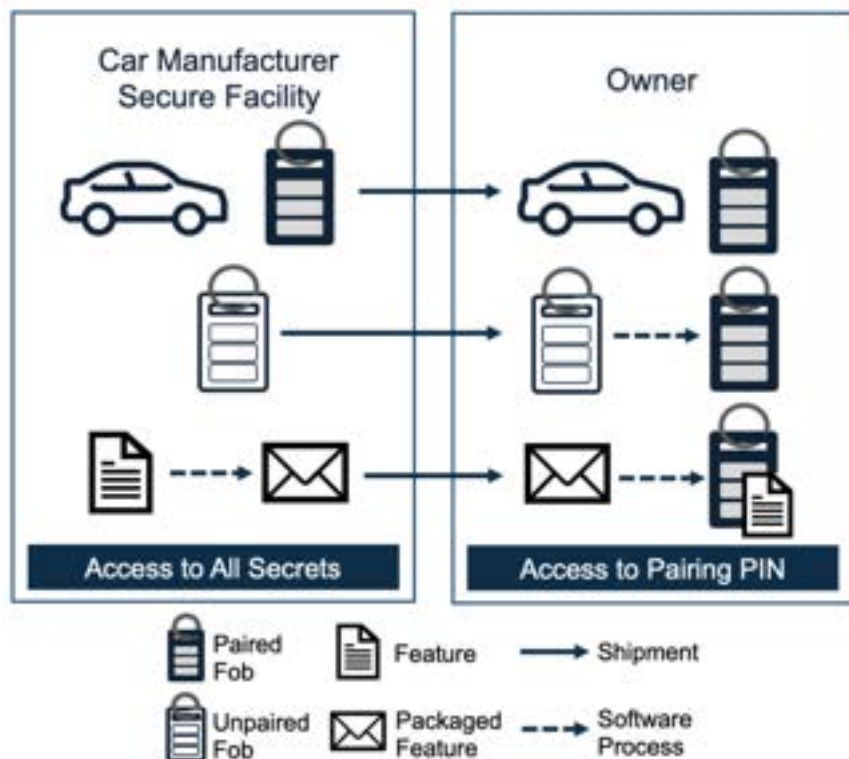 Car Manufacturer
Secure Facility
Owner
Access to All Secrets
Access to Pairing PIN
Paired
Fob
Feature
Shipment
Unpaired
Fob
Packaged
Feature
Software
Process